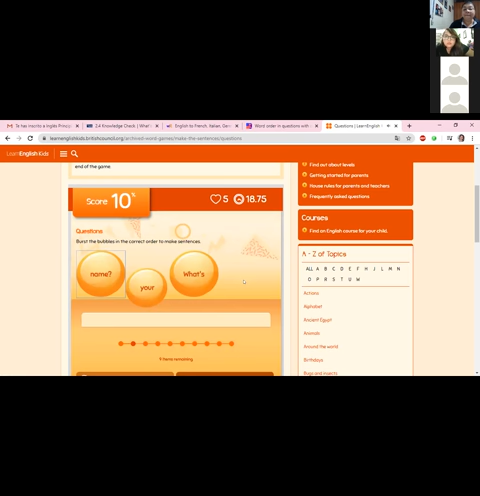 Te has inscrito a Inglés Princi
2.4 Knowledge Check | What'
English to French, Italian, Ger
Word order in questions with
Questions | LearnEnglish
learnenglishkids.britishcouncil.org/archived-word-games/make-the-sentences/questions
LearnEnglish Kids
end of the game.
Find out about levels
Getting started for parents
House rules for parents and teachers
Frequently asked questions
Score 10%
5
18.75
Questions
Burst the bubbles in the correct order to make sentences.
name?
your
What's
9 items remaining
Courses
Find an English course for your child.
A - Z of Topics
ALL A B C D E F H J L M N
O P R S T U W
Actions
Alphabet
Ancient Egypt
Animals
Around the world
Birthdays
Bugs and insects